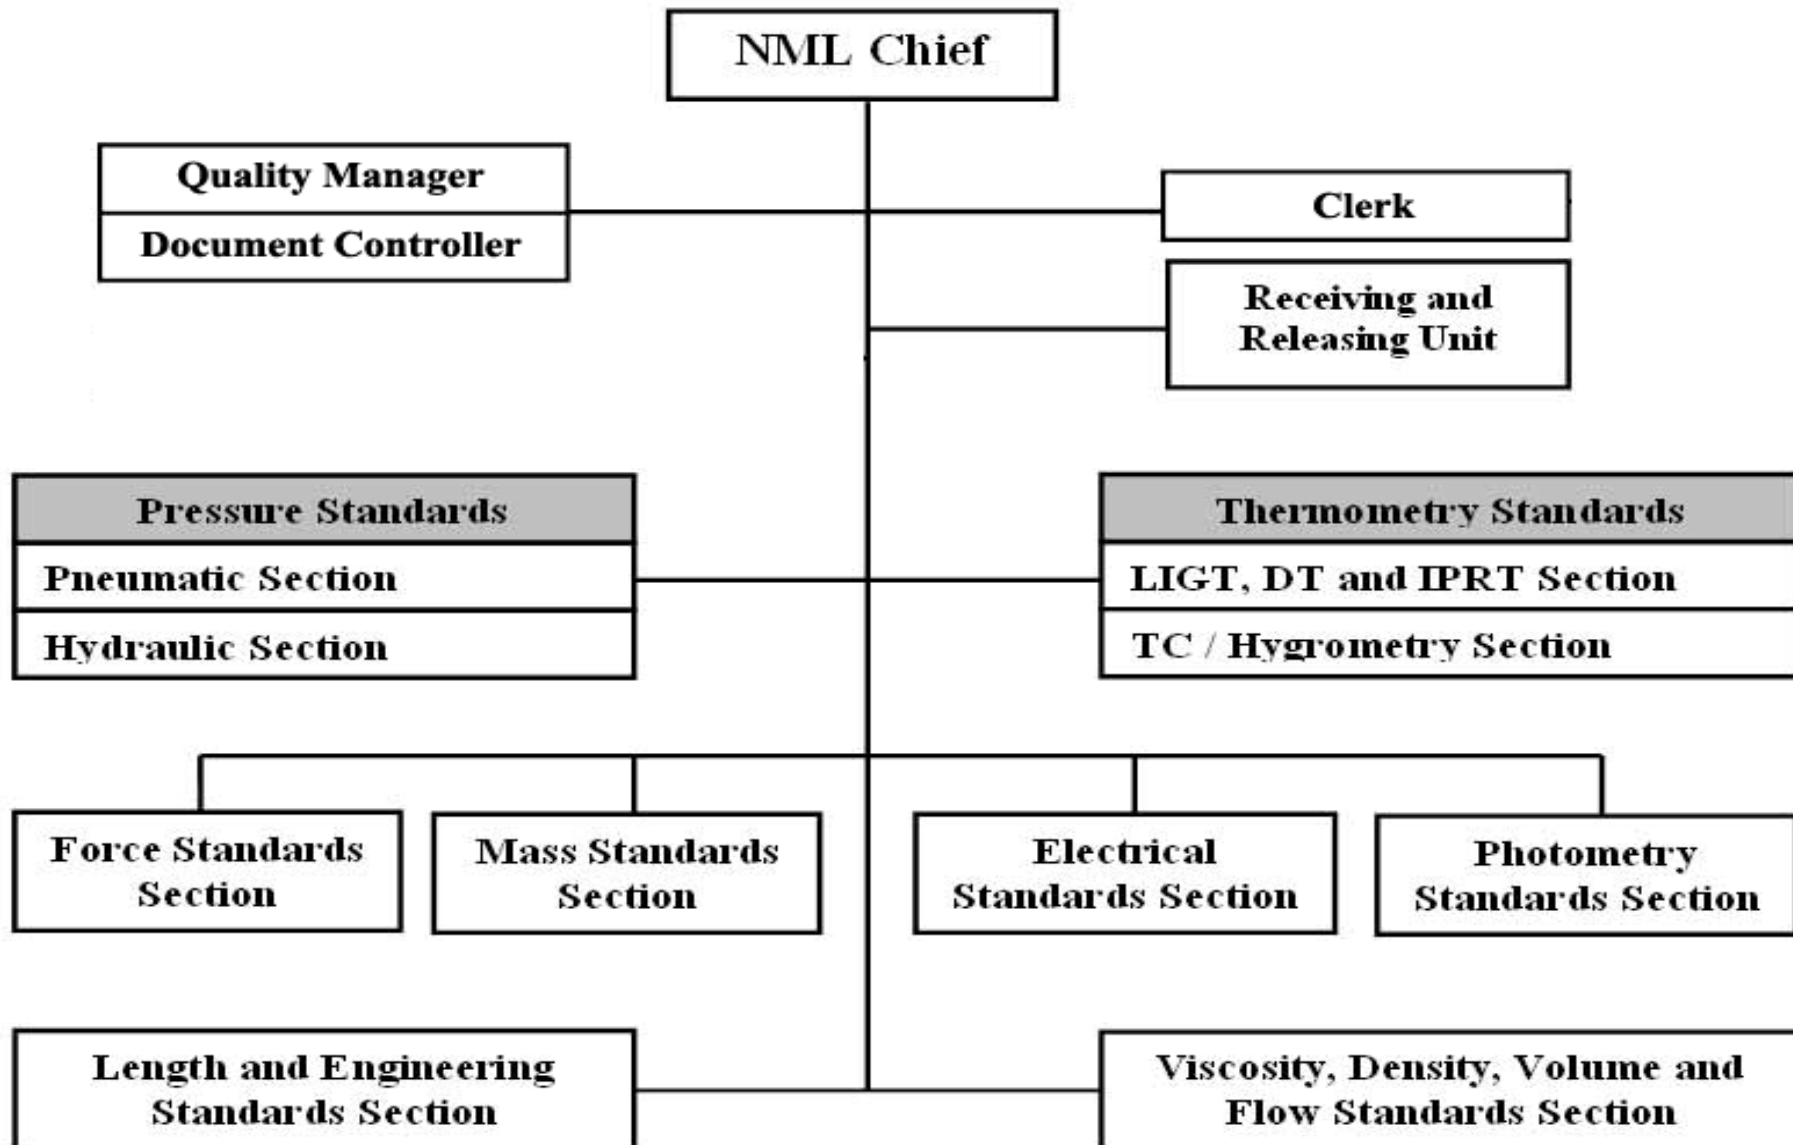 NML Chief
Quality Manager
Document Controller
Clerk
Receiving and
Releasing Unit
Pressure Standards
Pneumatic Section
Hydraulic Section
Thermometry Standards
LIGT, DT and IPRT Section
TC / Hygrometry Section
Force Standards
Section
Mass Standards
Section
Electrical
Standards Section
Photometry
Standards Section
Length and Engineering
Standards Section
Viscosity, Density, Volume and
Flow Standards Section